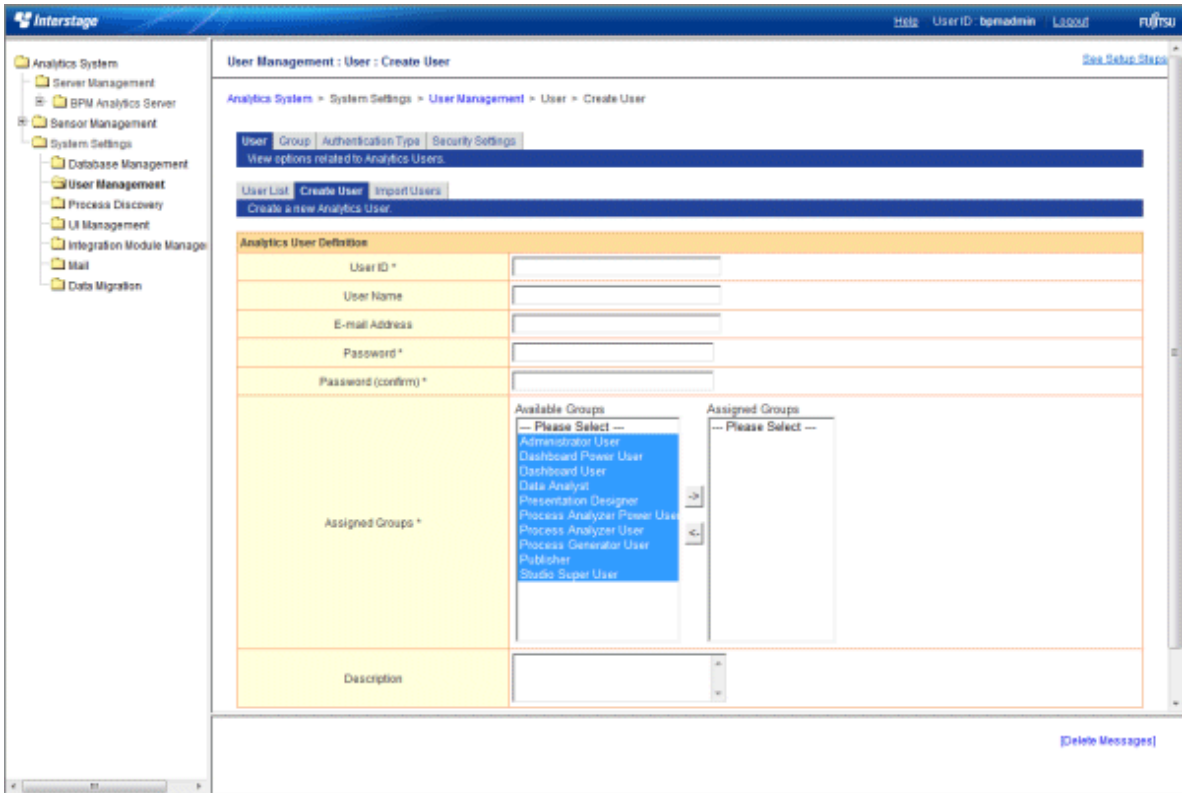 Interstage
Help UserID: bpmadmin Logout FUJITSU
Analytics System
Server Management
BPM Analytics Server
Sensor Management
System Settings
Database Management
User Management
Process Discovery
UI Management
Integration Module Manage
Mail
Data Migration
User Management : User : Create User
See Setup Steps
Analytics System > System Settings > User Management > User > Create User
User Group Authentication Type Security Settings
View options related to Analytics Users.
User List Create User Import Users
Create a new Analytics User.
Analytics User Definition
User ID *
User Name
E-mail Address
Password *
Password (confirm) *
Assigned Groups *
Available Groups
--- Please Select ---
Administrator User
Dashboard Power User
Dashboard User
Data Analyst
Presentation Designer
Process Analyzer Power User
Process Analyzer User
Process Generator User
Publisher
Studio Super User
->
<-
Assigned Groups
--- Please Select ---
Description
[Delete Messages]